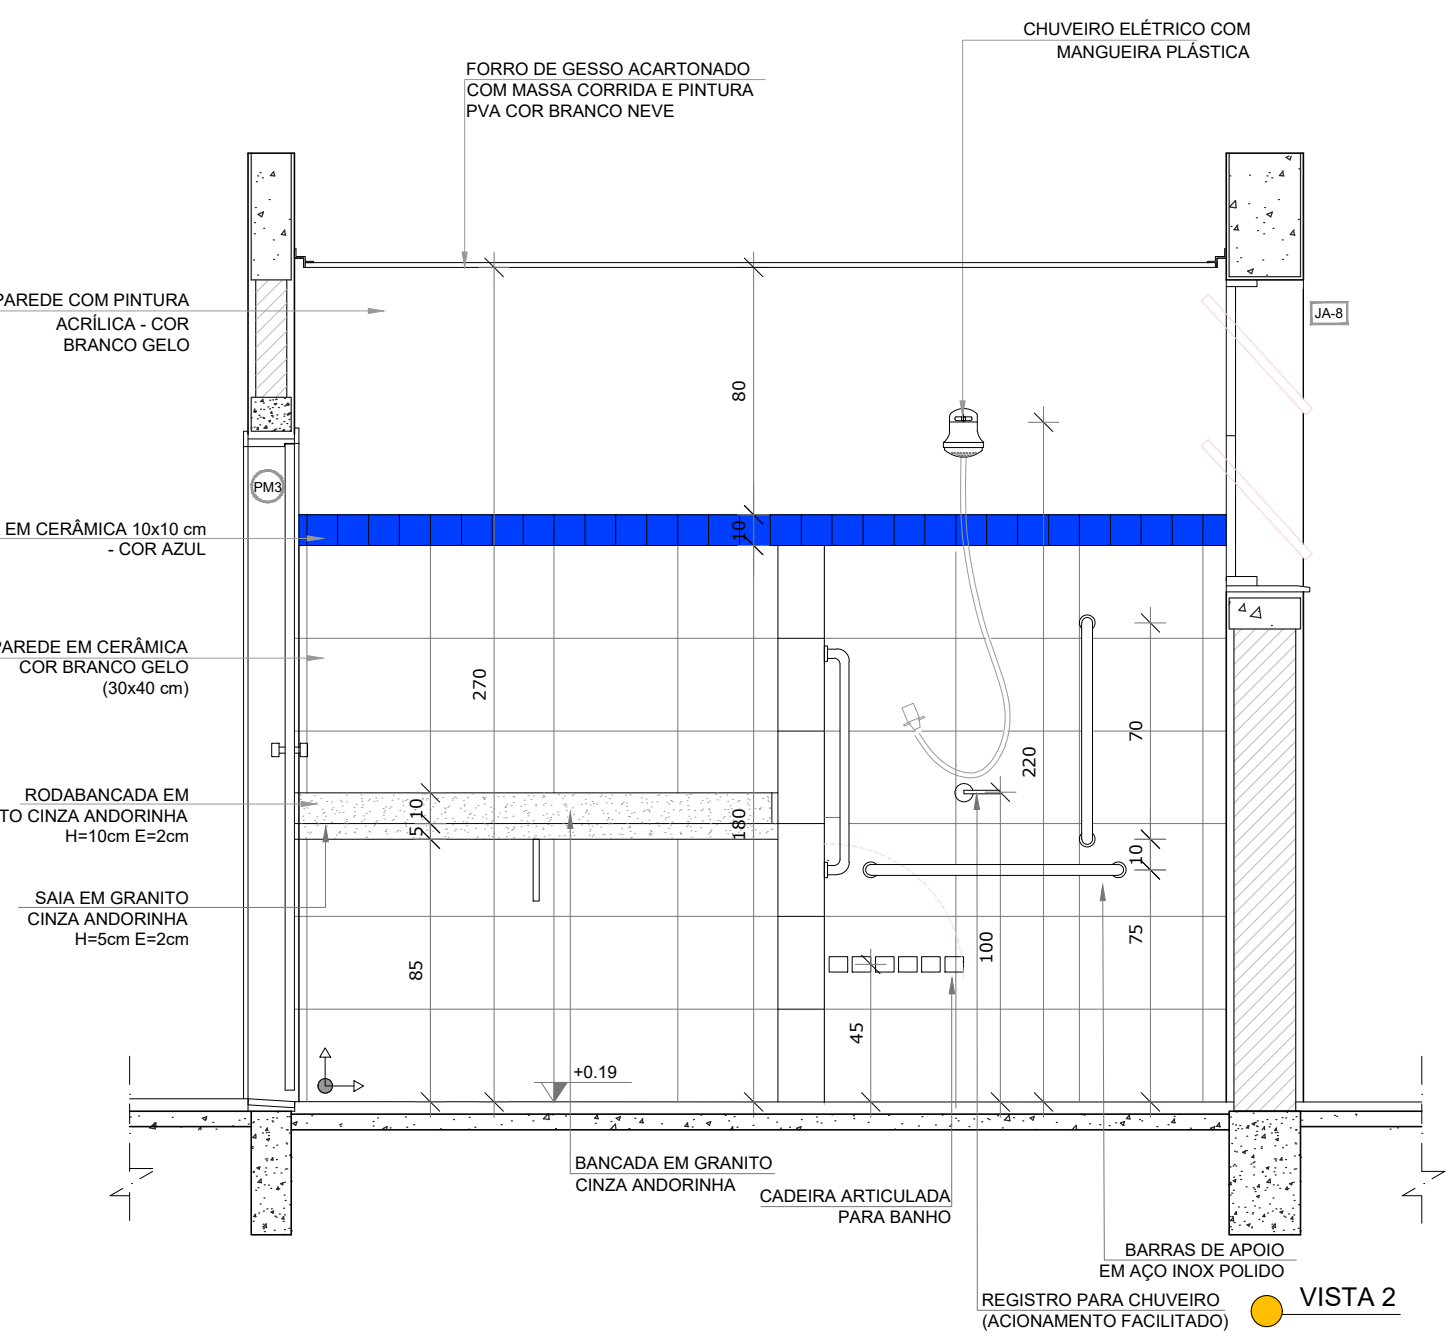 CHUVEIRO ELÉTRICO COM
MANGUEIRA PLÁSTICA
FORRO DE GESSO ACARTONADO
COM MASSA CORRIDA E PINTURA
PVA COR BRANCO NEVE
PAREDE COM PINTURA
ACRÍLICA - COR
BRANCO GELO
JA-8
80
PM3
EM CERÂMICA 10x10 cm
- COR AZUL
10
PAREDE EM CERÂMICA
COR BRANCO GELO
(30x40 cm)
270
70
220
RODABANCADA EM
TO CINZA ANDORINHA
H=10cm E=2cm
10
5
180
10
SAIA EM GRANITO
CINZA ANDORINHA
H=5cm E=2cm
85
100
75
45
+0.19
BANCADA EM GRANITO
CINZA ANDORINHA
CADEIRA ARTICULADA
PARA BANHO
BARRAS DE APOIO
EM AÇO INOX POLIDO
REGISTRO PARA CHUVEIRO
(ACIONAMENTO FACILITADO)
VISTA 2